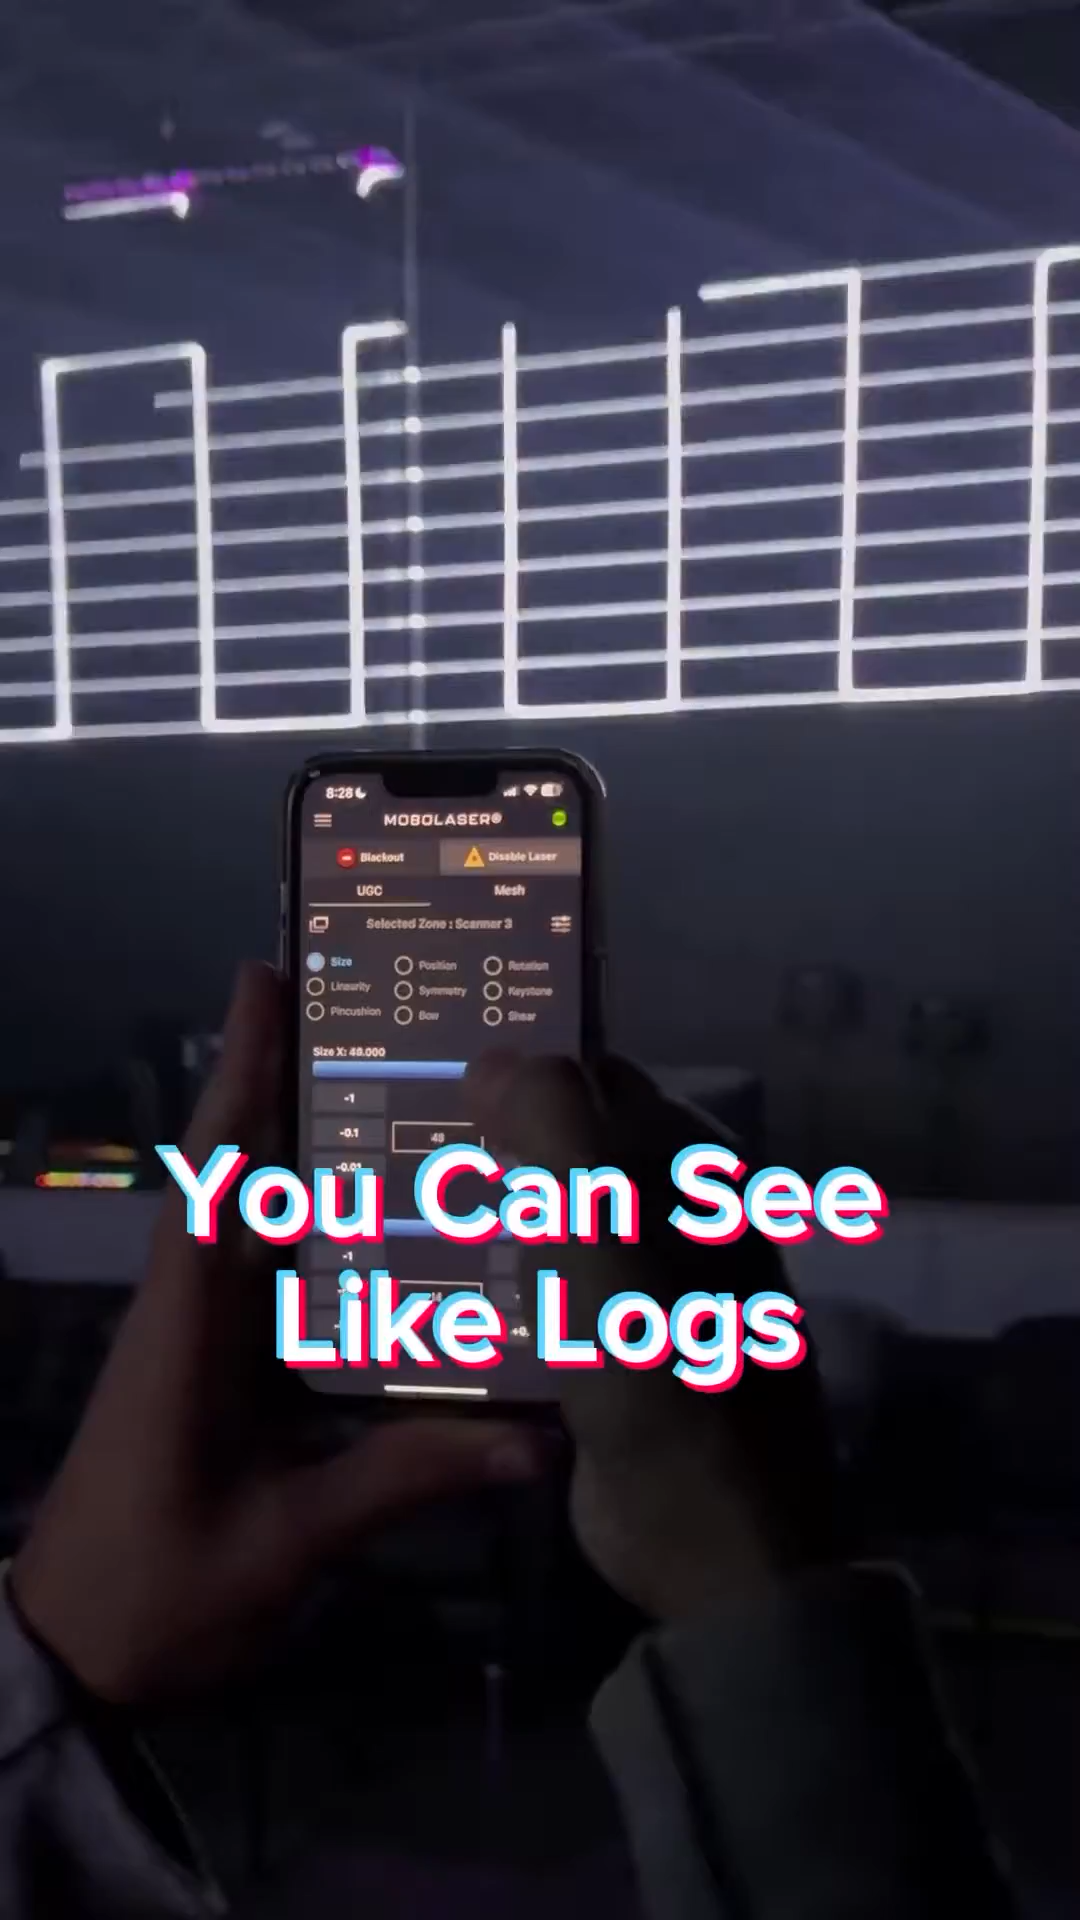 8:28
MOBOLASER®
Blackout
Disable Laser
UGC
Mesh
Selected Zone : Scanner 3
Size
Position
Rotation
Linearity
Symmetry
Keystone
Pincushion
Bow
Shear
Size X: 48.000
-1
-0.1
48
-0.01
You Can See
-1
Like Logs
+0.